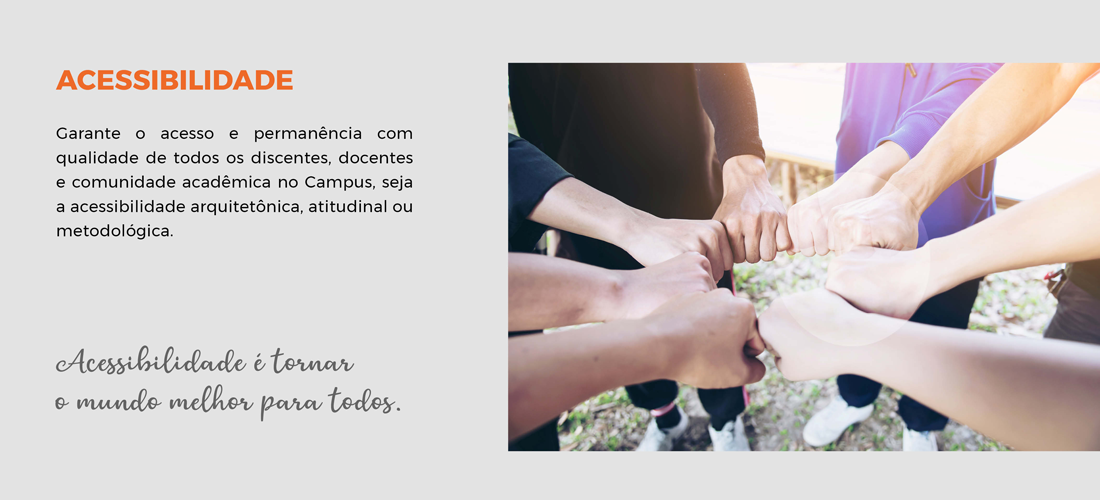 ACESSIBILIDADE
Garante o acesso e permanência com
qualidade de todos os discentes, docentes
e comunidade acadêmica no Campus, seja
a acessibilidade arquitetônica, atitudinal ou
metodológica.
Acessibilidade é tornar
o mundo melhor para todos.